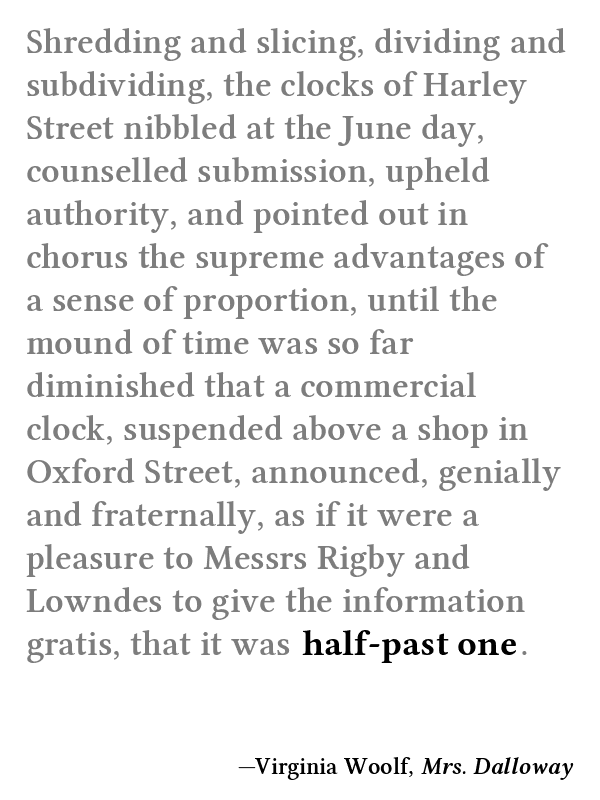 Shredding and slicing, dividing and
subdividing, the clocks of Harley
Street nibbled at the June day,
counselled submission, upheld
authority, and pointed out in
chorus the supreme advantages of
a sense of proportion, until the
mound of time was so far
diminished that a commercial
clock, suspended above a shop in
Oxford Street, announced, genially
and fraternally, as if it were a
pleasure to Messrs Rigby and
Lowndes to give the information
gratis, that it was half-past one.
—Virginia Woolf, Mrs. Dalloway